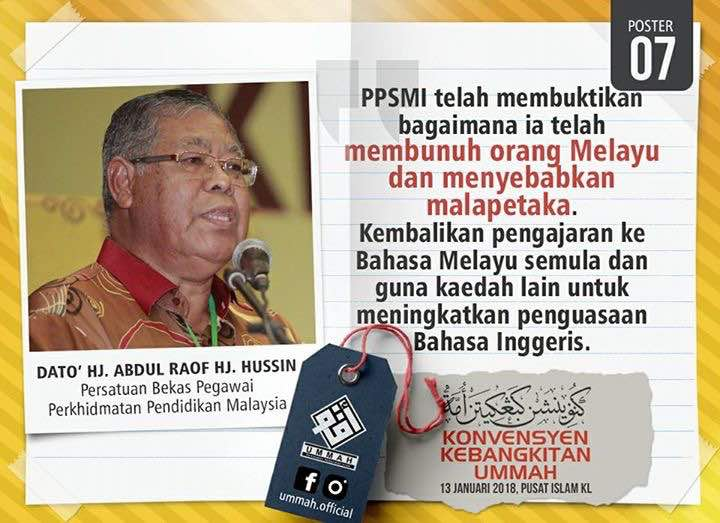 POSTER
07
PPSMI telah membuktikan
bagaimana ia telah
membunuh orang Melayu
dan menyebabkan
malapetaka.
Kembalikan pengajaran ke
Bahasa Melayu semula dan
guna kaedah lain untuk
meningkatkan penguasaan
Bahasa Inggeris.
DATO’ HJ. ABDUL RAOF HJ. HUSSIN
Persatuan Bekas Pegawai
Perkhidmatan Pendidikan Malaysia
UMMAH
ummah.official
KONVENSYEN
KEBANGKITAN
UMMAH
13 JANUARI 2018, PUSAT ISLAM KL